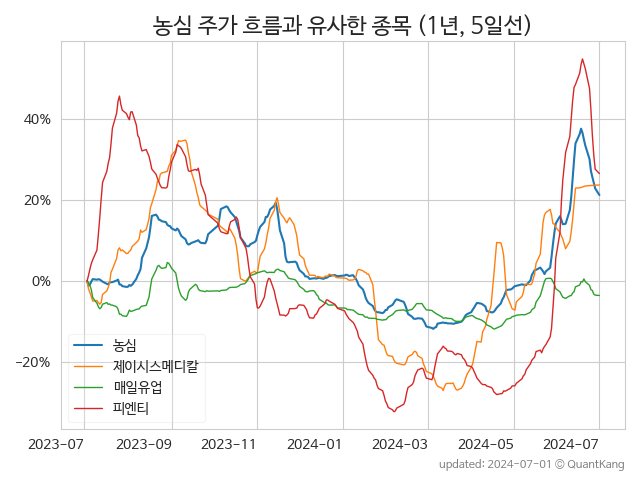 농심 주가 흐름과 유사한 종목 (1년, 5일선)
40%
20%
0%
−20%
농심
제이시스메디칼
매일유업
피엔티
2023-07 2023-09 2023-11 2024-01 2024-03 2024-05 2024-07
updated: 2024-07-01 © QuantKang